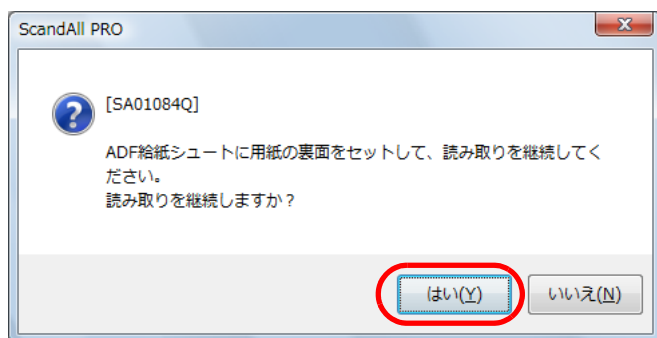 ScandAll PRO
[SA01084Q]
ADF給紙シュートに用紙の裏面をセットして、読み取りを継続してく
ださい。
読み取りを継続しますか？
はい(Y) いいえ(N)